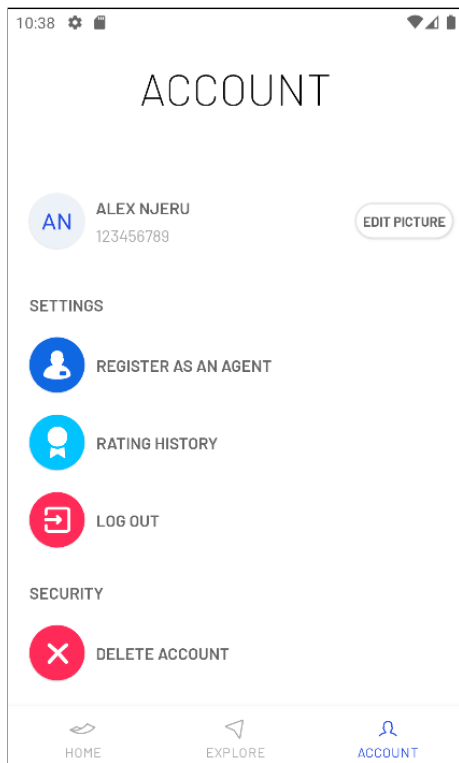 10:38
ACCOUNT
AN
ALEX NJERU
123456789
EDIT PICTURE
SETTINGS
REGISTER AS AN AGENT
RATING HISTORY
LOG OUT
SECURITY
DELETE ACCOUNT
HOME EXPLORE ACCOUNT